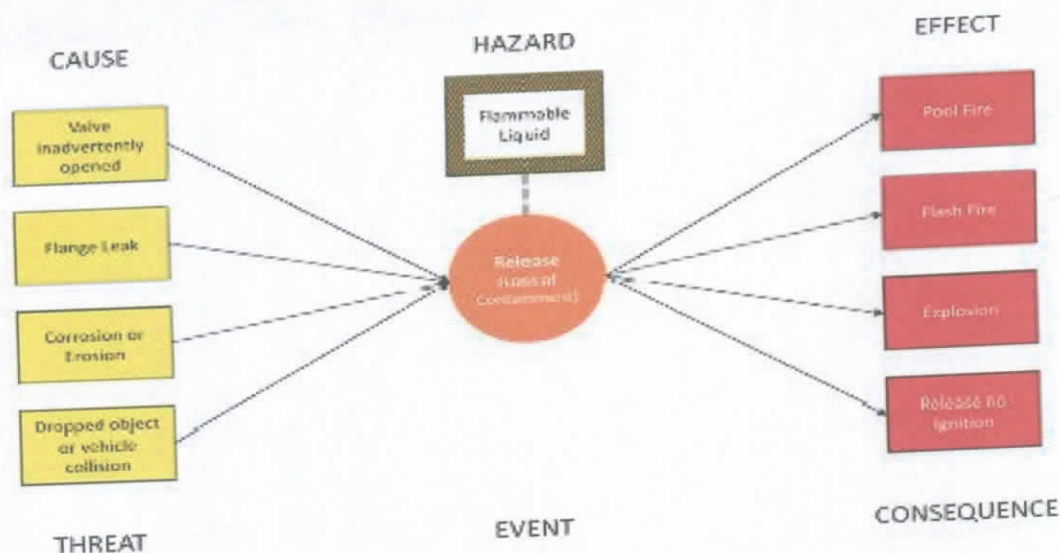 CAUSE
HAZARD
EFFECT
Valve
inadvertently
opened
Flange Leak
Corrosion or
Erosion
Dropped object
or vehicle
collision
Flammable
Liquid
Release
(Loss of
Containment)
Pool Fire
Flash Fire
Explosion
Release no
Ignition
THREAT
EVENT
CONSEQUENCE